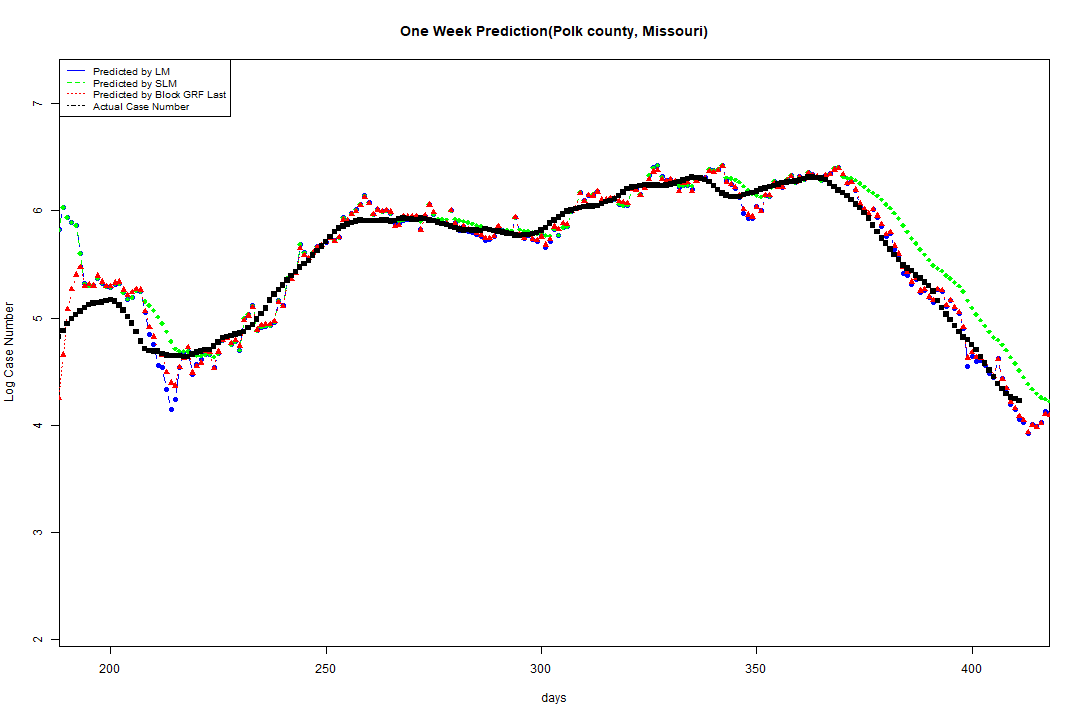 One Week Prediction(Polk county, Missouri)
Predicted by LM
Predicted by SLM
Predicted by Block GRF Last
Actual Case Number
7
6
5
4
3
2
Log Case Number
200 250 300 350 400
days